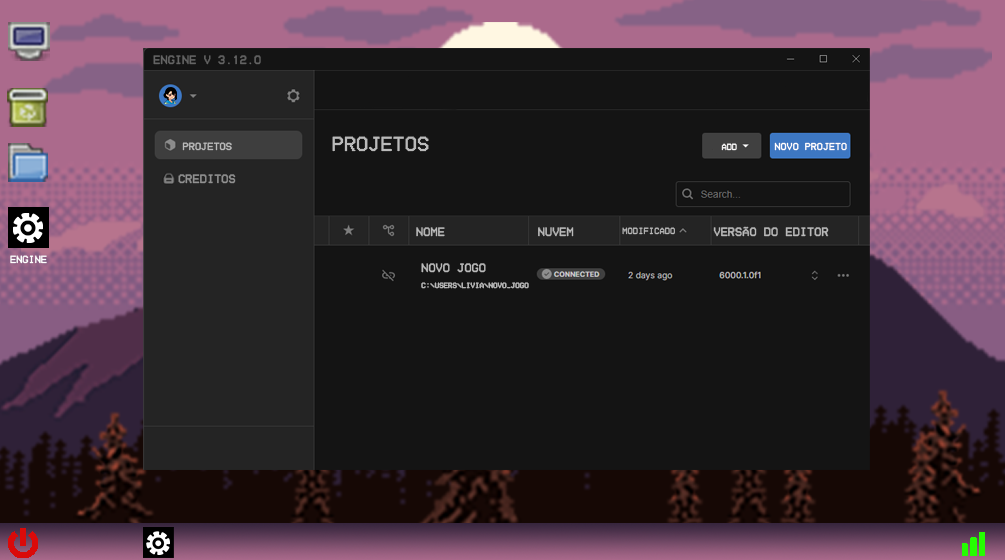 ENGINE V 3.12.0
PROJETOS
CREDITOS
ENGINE
PROJETOS
ADD
NOVO PROJETO
Search...
NOME
NUVEM
MODIFICADO
VERSÃO DO EDITOR
NOVO JOGO
C:\USERS\LIVIA\NOVO_JOGO
CONNECTED
2 days ago
6000.1.0f1